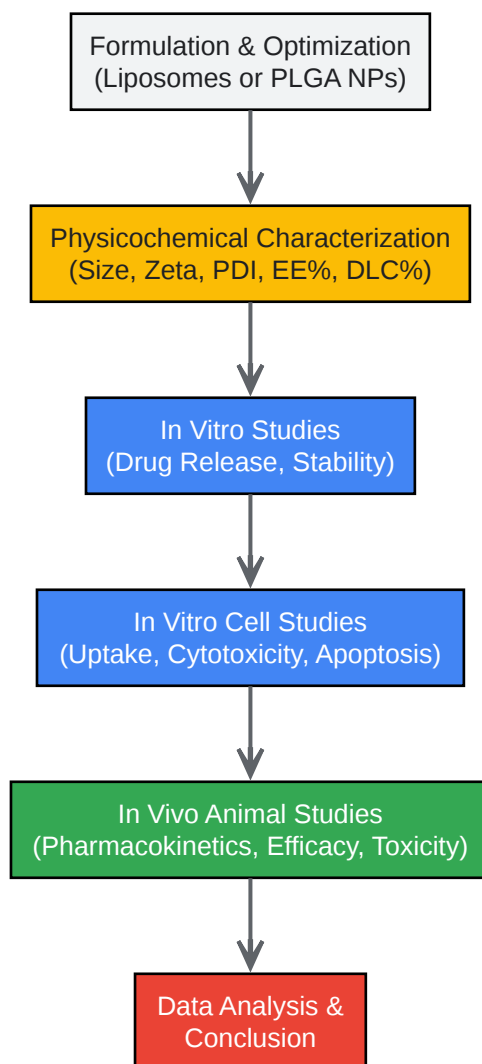 Formulation & Optimization
(Liposomes or PLGA NPs)
Physicochemical Characterization
(Size, Zeta, PDI, EE%, DLC%)
In Vitro Studies
(Drug Release, Stability)
In Vitro Cell Studies
(Uptake, Cytotoxicity, Apoptosis)
In Vivo Animal Studies
(Pharmacokinetics, Efficacy, Toxicity)
Data Analysis &
Conclusion